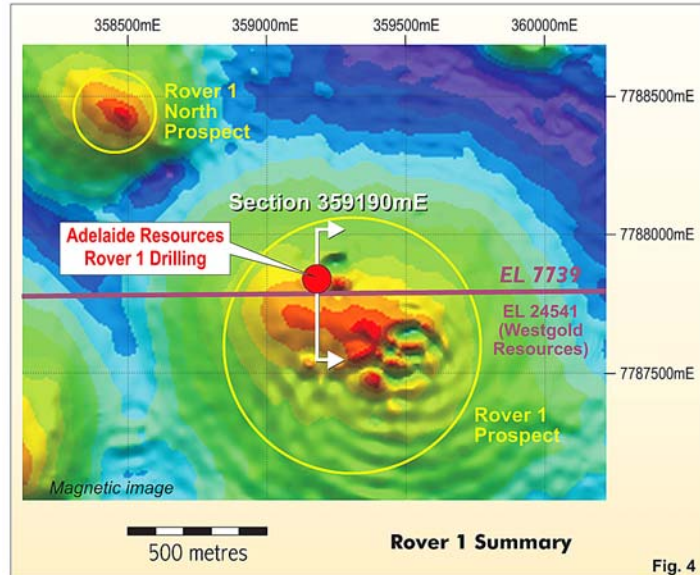 358500mE
359000mE
359500mE
360000mE
7788500mE
Rover 1
North
Prospect
Section 359190mE
Adelaide Resources
Rover 1 Drilling
7788000mE
EL 7739
EL 24541
(Westgold
Resources)
7787500mE
Rover 1
Prospect
Magnetic image
500 metres
Rover 1 Summary
Fig. 4